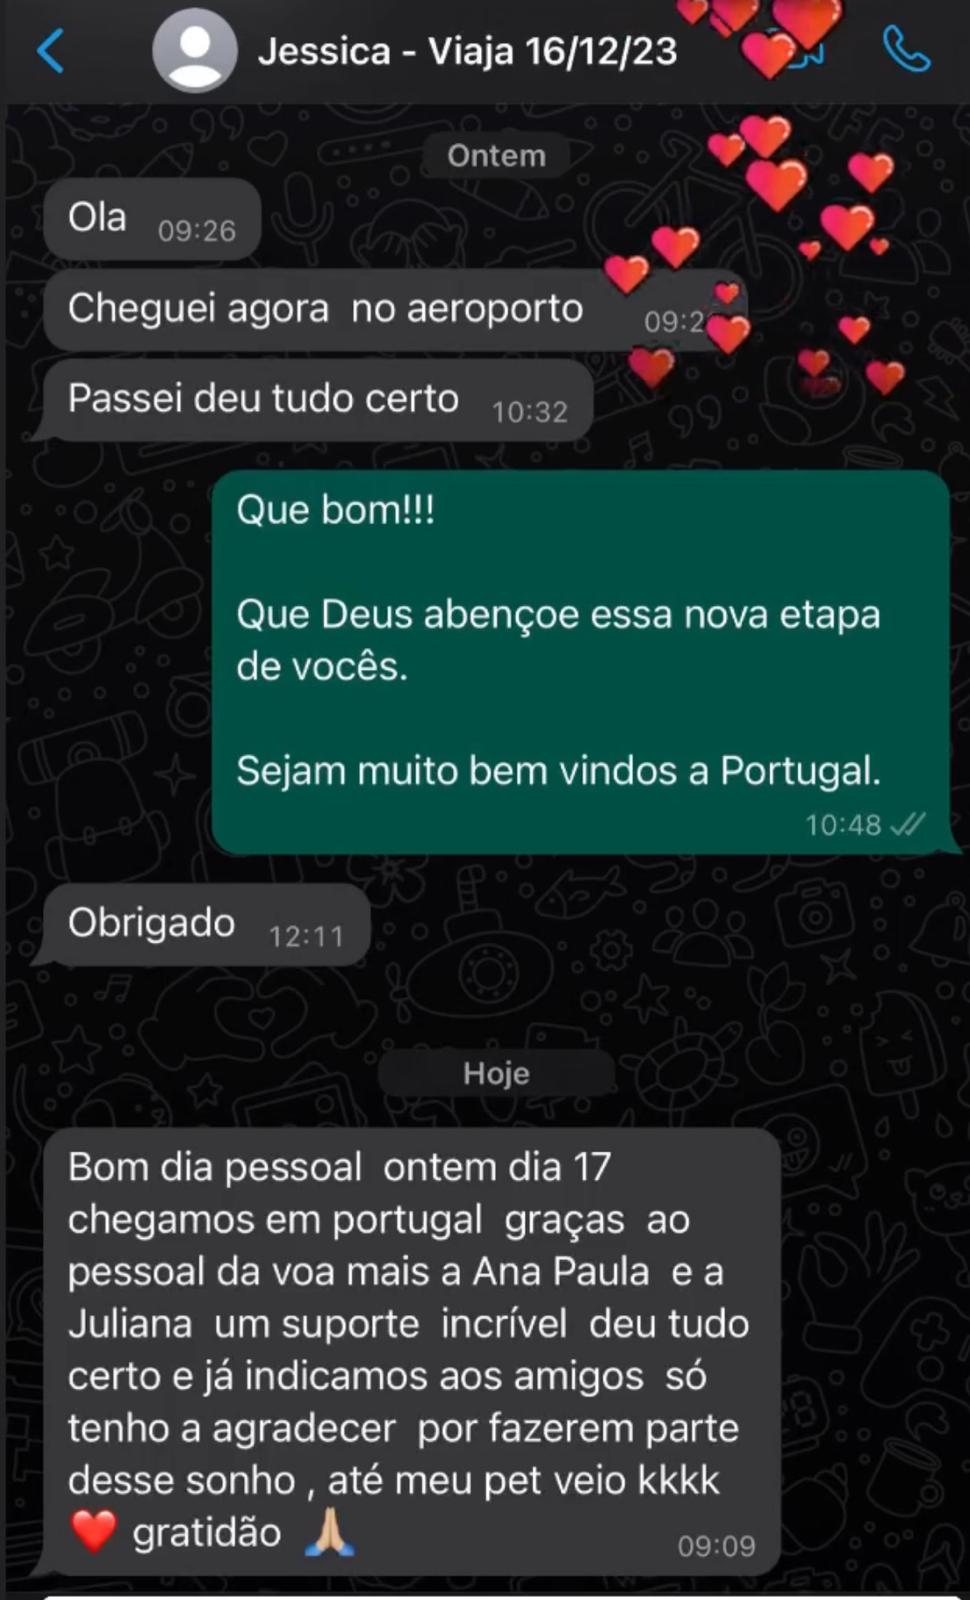 Jessica - Viaja 16/12/23
Ontem
Ola 09:26
Cheguei agora no aeroporto
Passei deu tudo certo 10:32
Que bom!!!
Que Deus abençoe essa nova etapa
de vocês.
Sejam muito bem vindos a Portugal.
10:48
Obrigado 12:11
Hoje
Bom dia pessoal ontem dia 17
chegamos em portugal graças ao
pessoal da voa mais a Ana Paula e a
Juliana um suporte incrível deu tudo
certo e já indicamos aos amigos só
tenho a agradecer por fazerem parte
desse sonho , até meu pet veio kkkk
❤️ gratidão 🙏🏼 09:09